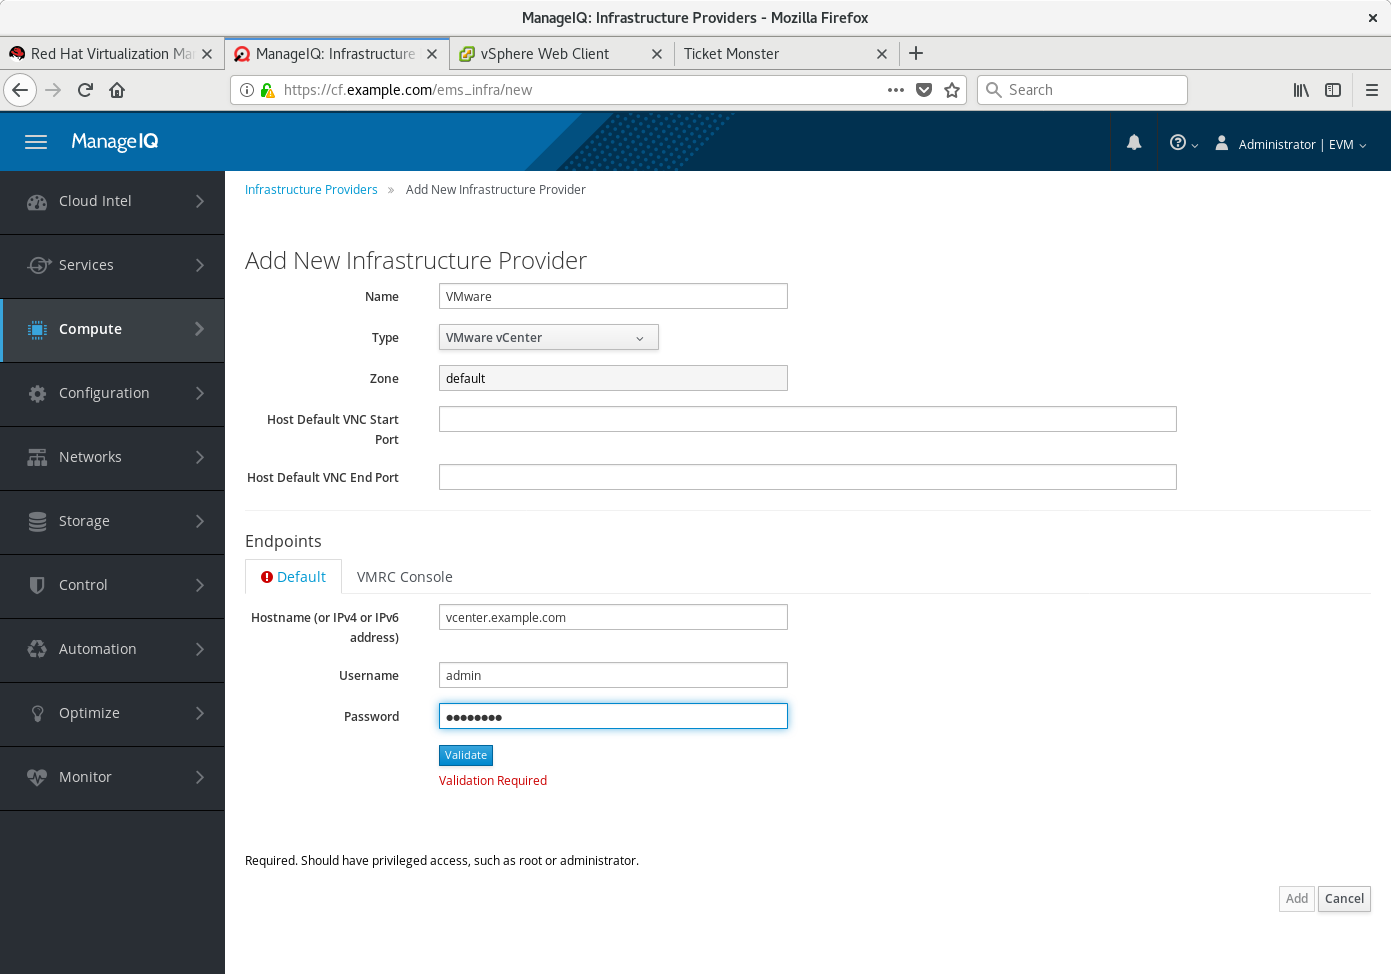 ManageIQ: Infrastructure Providers - Mozilla Firefox
Red Hat Virtualization Ma
ManageIQ: Infrastructure
vSphere Web Client
Ticket Monster
https://cf.example.com/ems_infra/new
Search
ManageIQ
Administrator | EVM
Cloud Intel
Services
Compute
Configuration
Networks
Storage
Control
Automation
Optimize
Monitor
Infrastructure Providers » Add New Infrastructure Provider
Add New Infrastructure Provider
Name VMware
Type VMware vCenter
Zone default
Host Default VNC Start
Port
Host Default VNC End Port
Endpoints
Default VMRC Console
Hostname (or IPv4 or IPv6
address)
vcenter.example.com
Username admin
Password ●●●●●●●●
Validate
Validation Required
Required. Should have privileged access, such as root or administrator.
Add Cancel